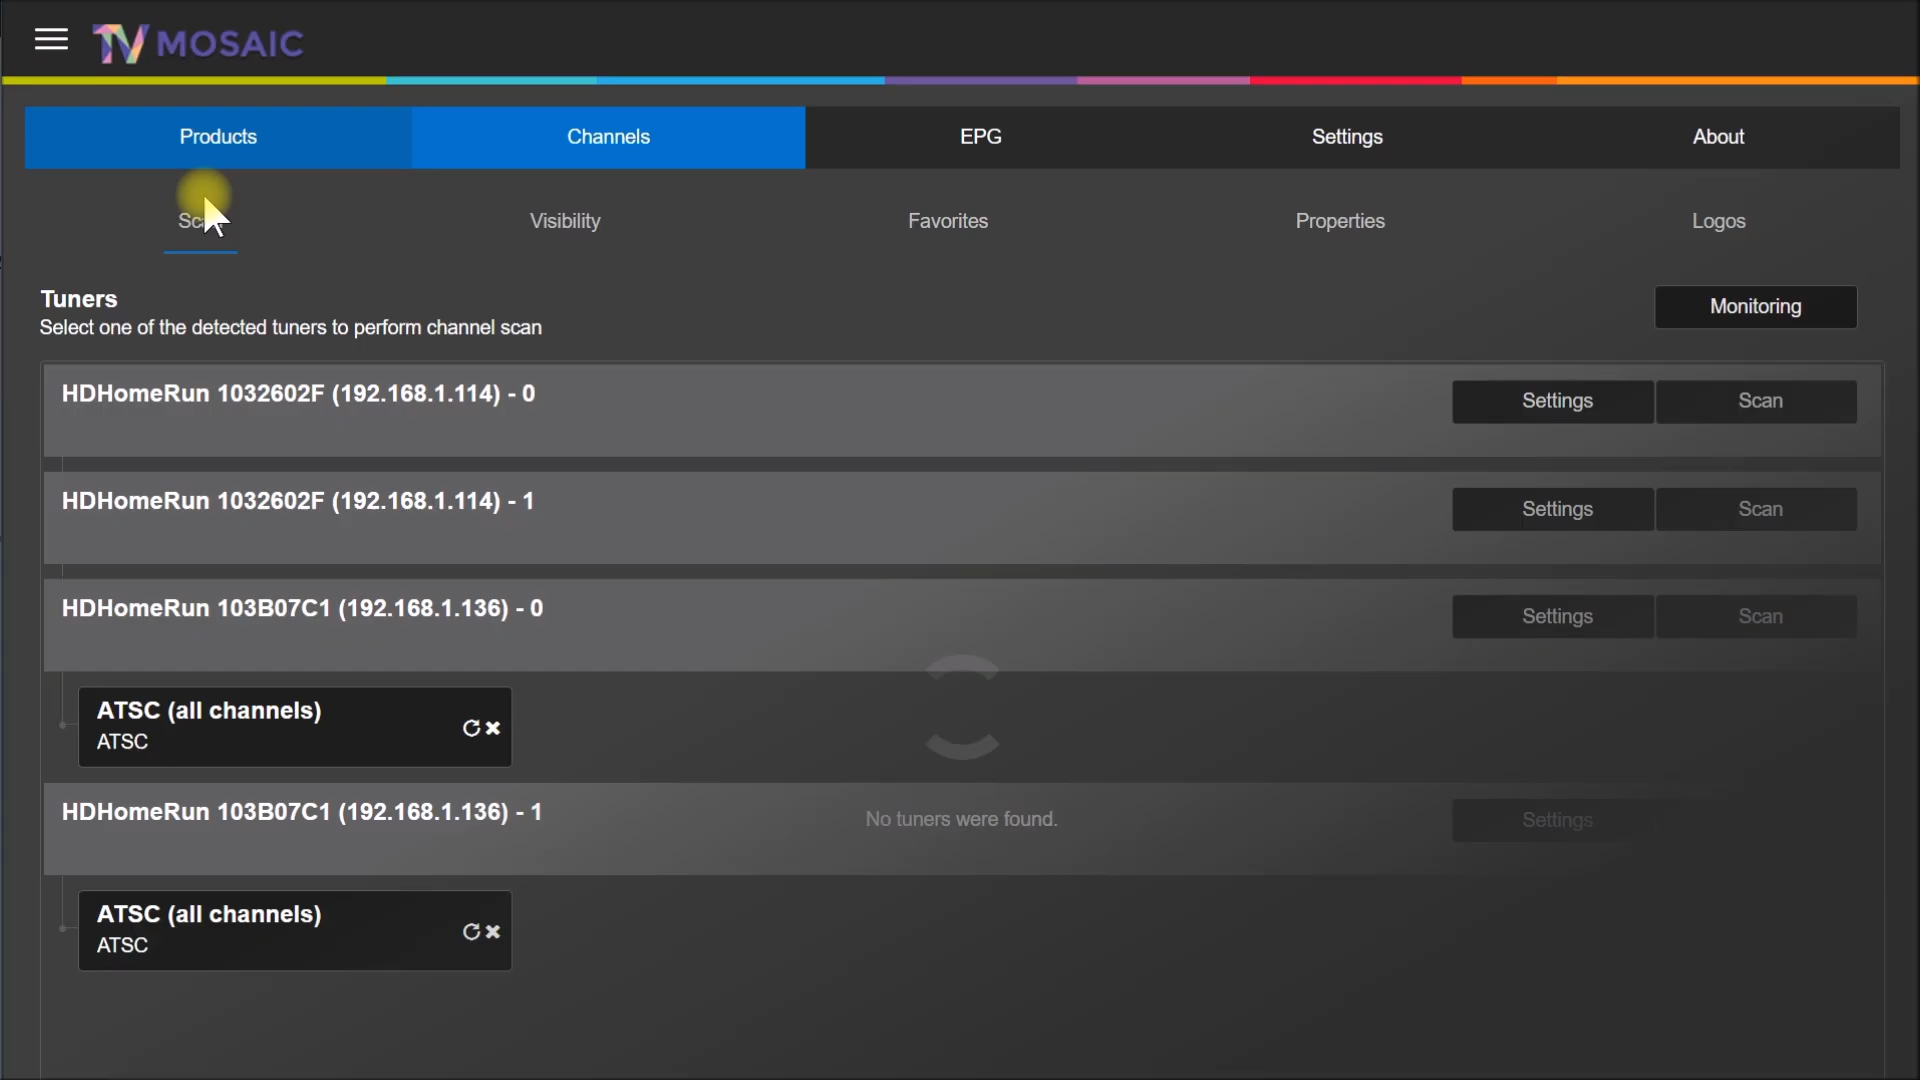 TV MOSAIC
Products
Channels
EPG
Settings
About
Visibility
Favorites
Properties
Logos
Tuners
Select one of the detected tuners to perform channel scan
Monitoring
HDHomeRun 1032602F (192.168.1.114) - 0
Settings
Scan
HDHomeRun 1032602F (192.168.1.114) - 1
Settings
Scan
HDHomeRun 103B07C1 (192.168.1.136) - 0
Settings
Scan
ATSC (all channels)
ATSC
HDHomeRun 103B07C1 (192.168.1.136) - 1
No tuners were found.
Settings
ATSC (all channels)
ATSC